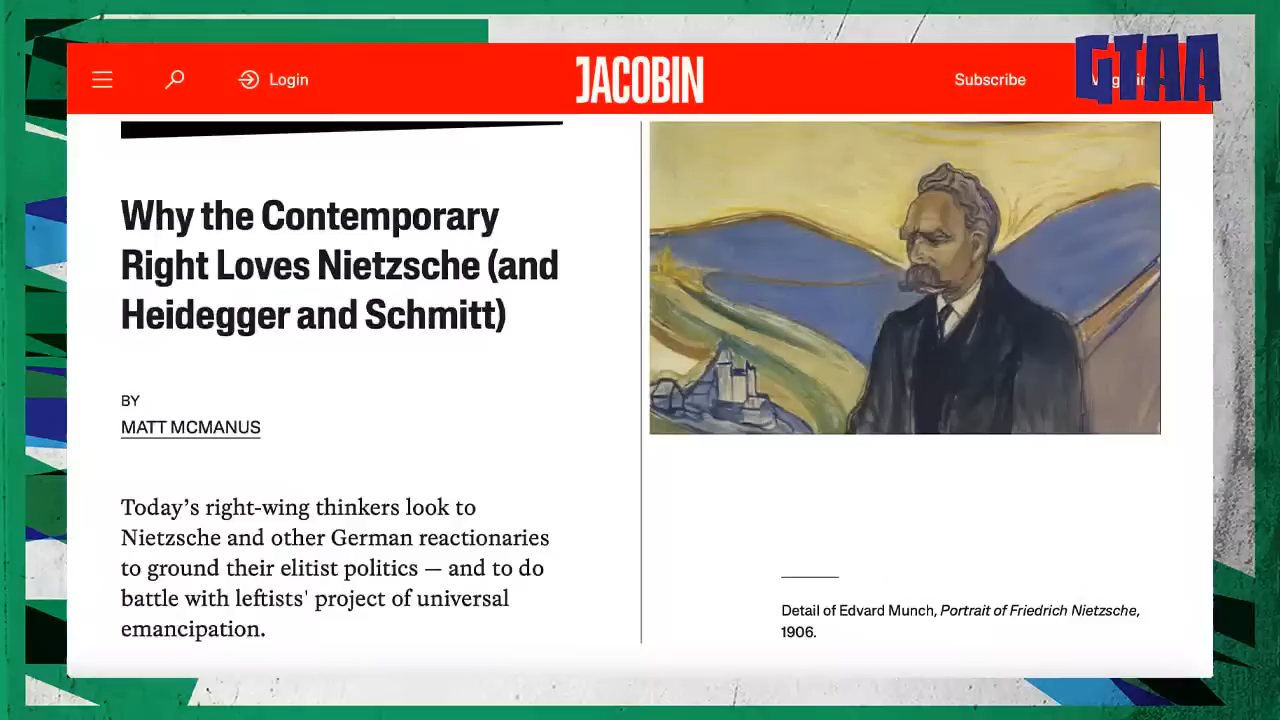 Login
JACOBIN
Subscribe
GTAA
Why the Contemporary
Right Loves Nietzsche (and
Heidegger and Schmitt)
BY
MATT MCMANUS
Today’s right-wing thinkers look to
Nietzsche and other German reactionaries
to ground their elitist politics — and to do
battle with leftists' project of universal
emancipation.
Detail of Edvard Munch, Portrait of Friedrich Nietzsche,
1906.